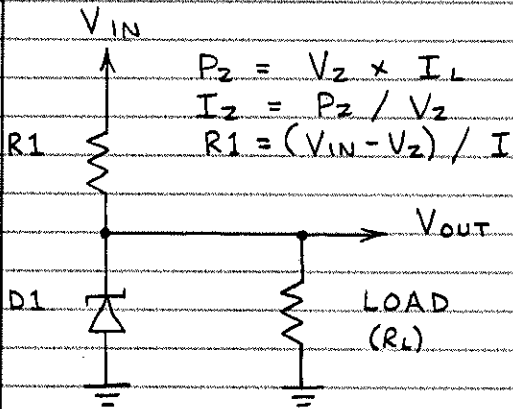 VIN
PZ = VZ x IL
IZ = PZ / VZ
R1 = (VIN - VZ) / I
R1
VOUT
D1
LOAD
(RL)